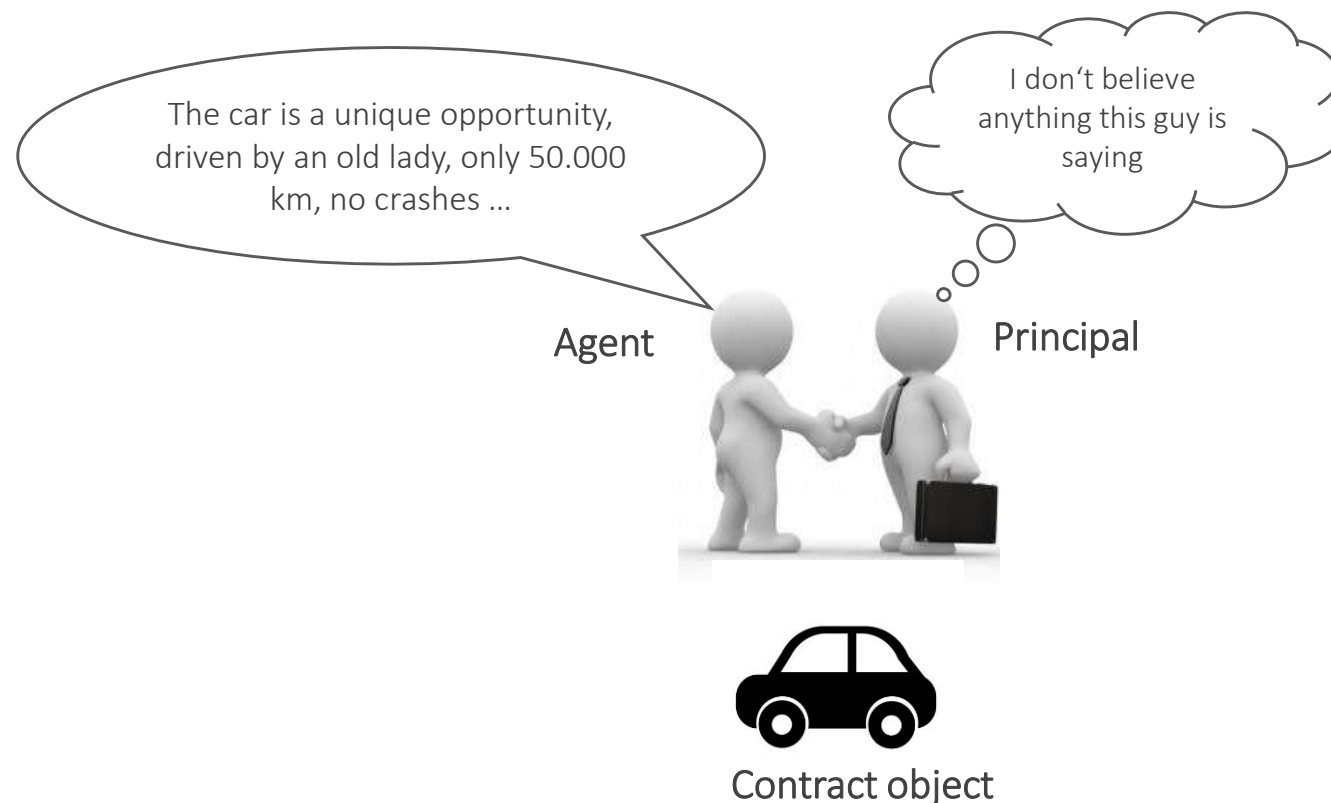 The car is a unique opportunity,
driven by an old lady, only 50.000
km, no crashes ...
I don‘t believe
anything this guy is
saying
Agent
Principal
Contract object